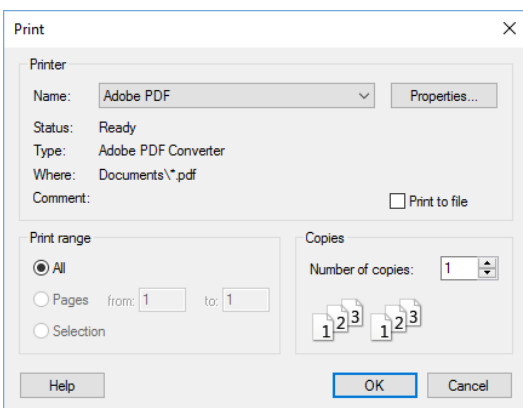 Print
Printer
Name: Adobe PDF Properties...
Status: Ready
Type: Adobe PDF Converter
Where: Documents\*.pdf
Comment: Print to file
Print range
All
Pages from: 1 to: 1
Selection
Copies
Number of copies: 1
1 2 3 1 2 3
Help OK Cancel